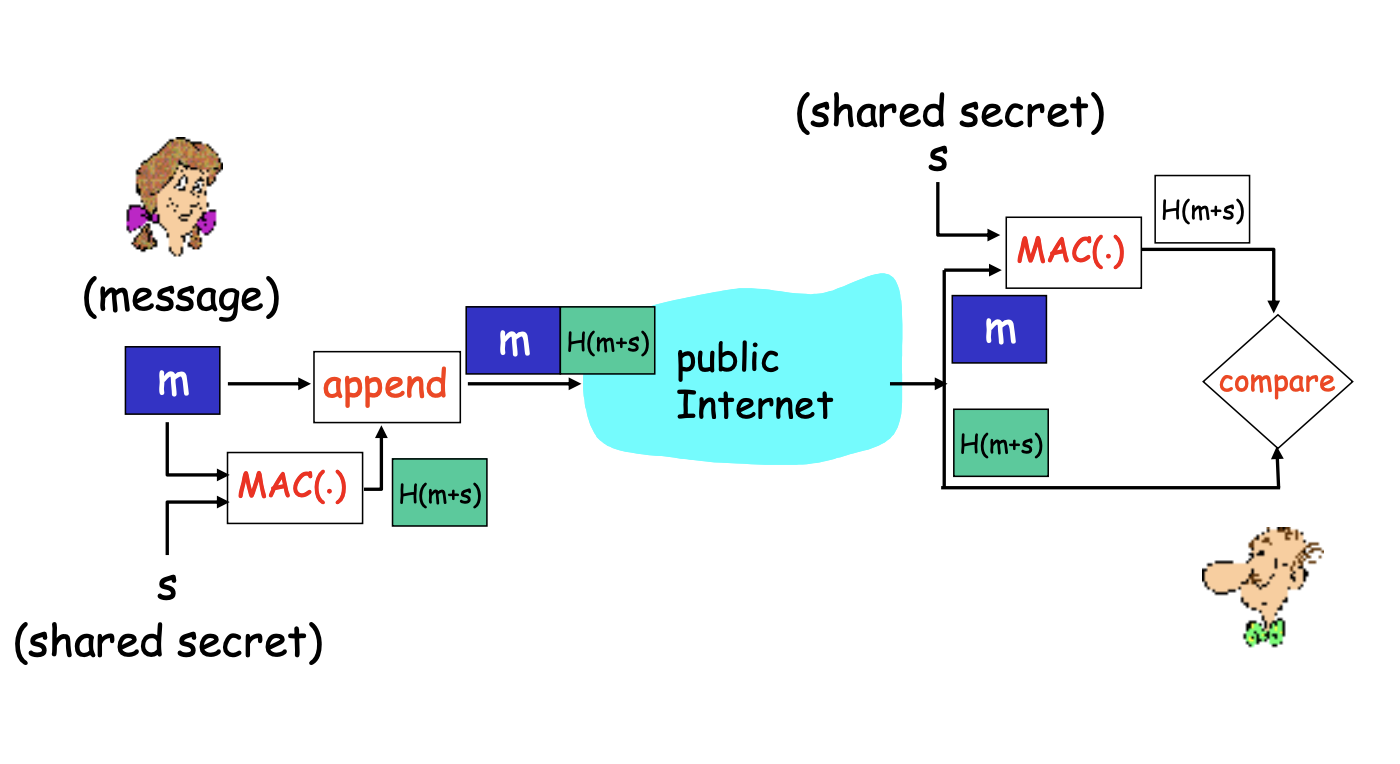 (message)
m
append
MAC(.)
H(m+s)
s
(shared secret)
m
H(m+s)
public
Internet
(shared secret)
s
MAC(.)
H(m+s)
m
H(m+s)
compare